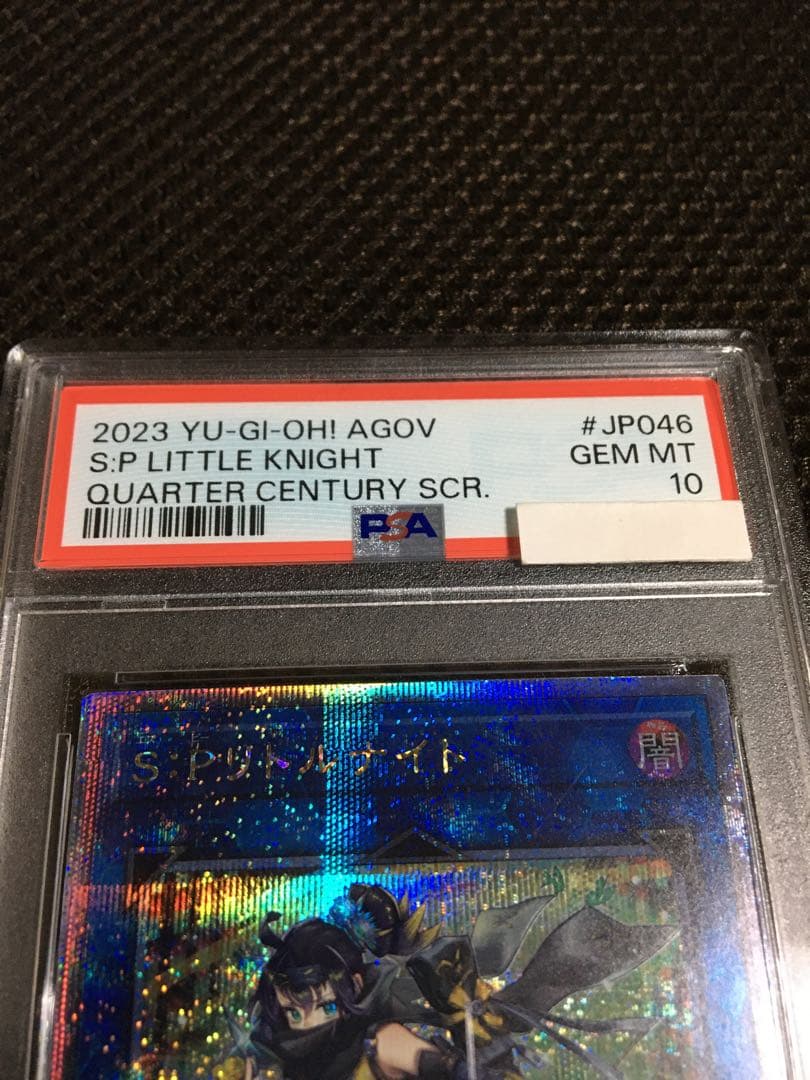 2023 YU-GI-OH! AGOV #JP046
S:P LITTLE KNIGHT GEM MT
QUARTER CENTURY SCR. 10
PSA
S:Pリトルナイト
闇